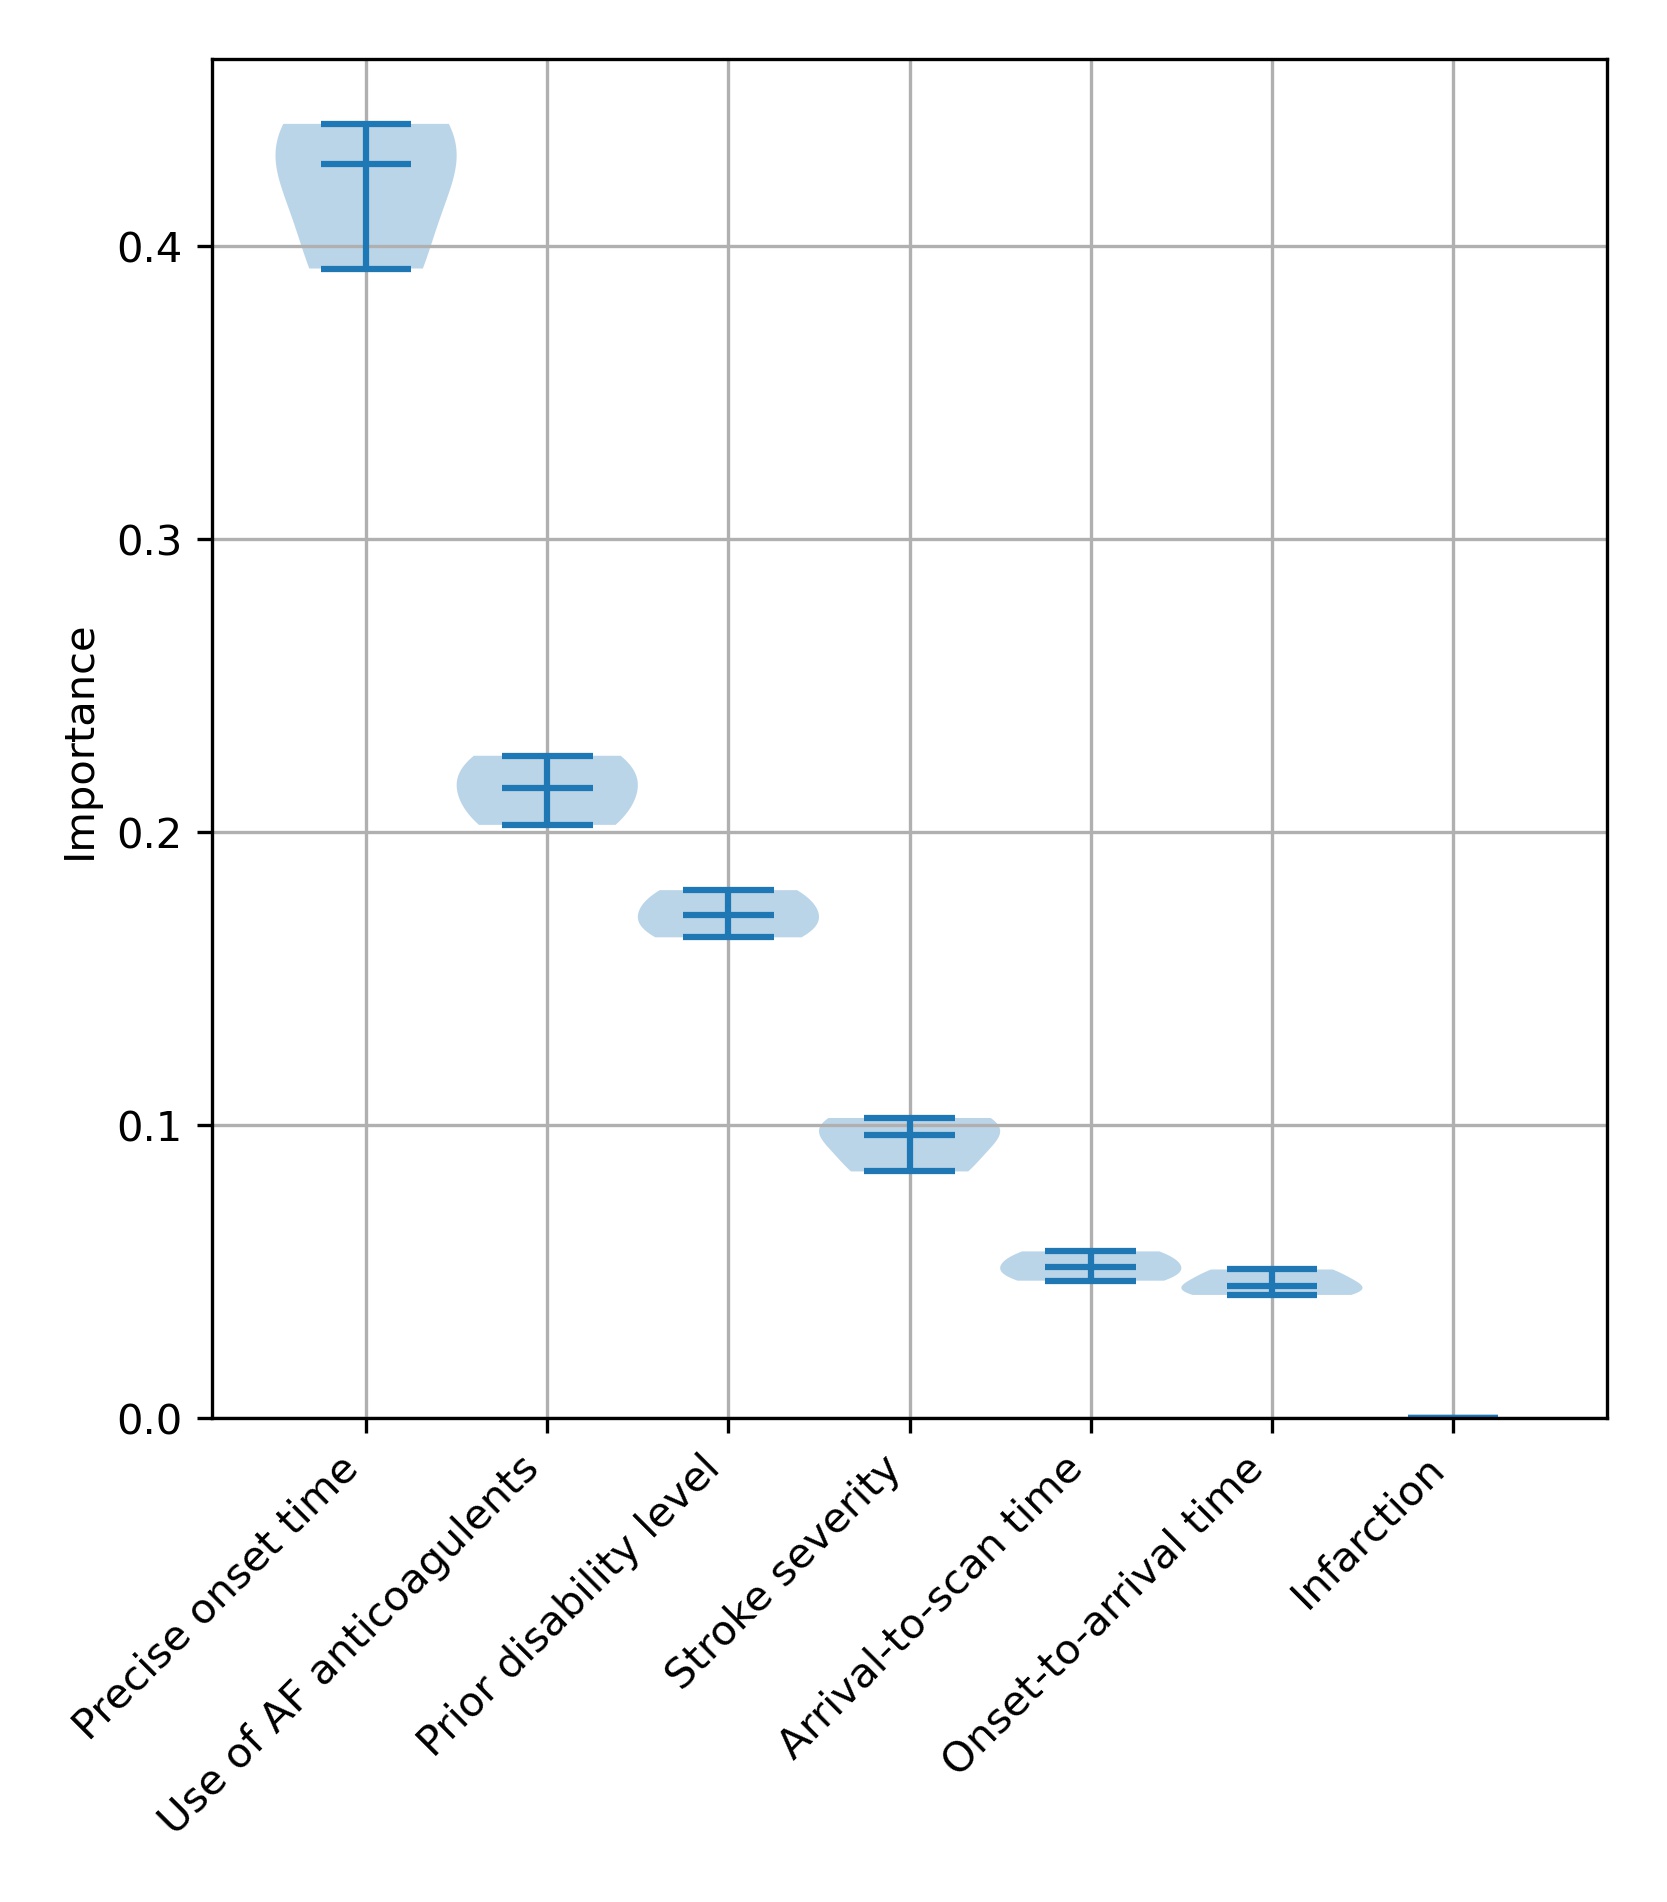 Importance
0.4
0.3
0.2
0.1
0.0
Precise onset time
Use of AF anticoagulents
Prior disability level
Stroke severity
Arrival-to-scan time
Onset-to-arrival time
Infarction